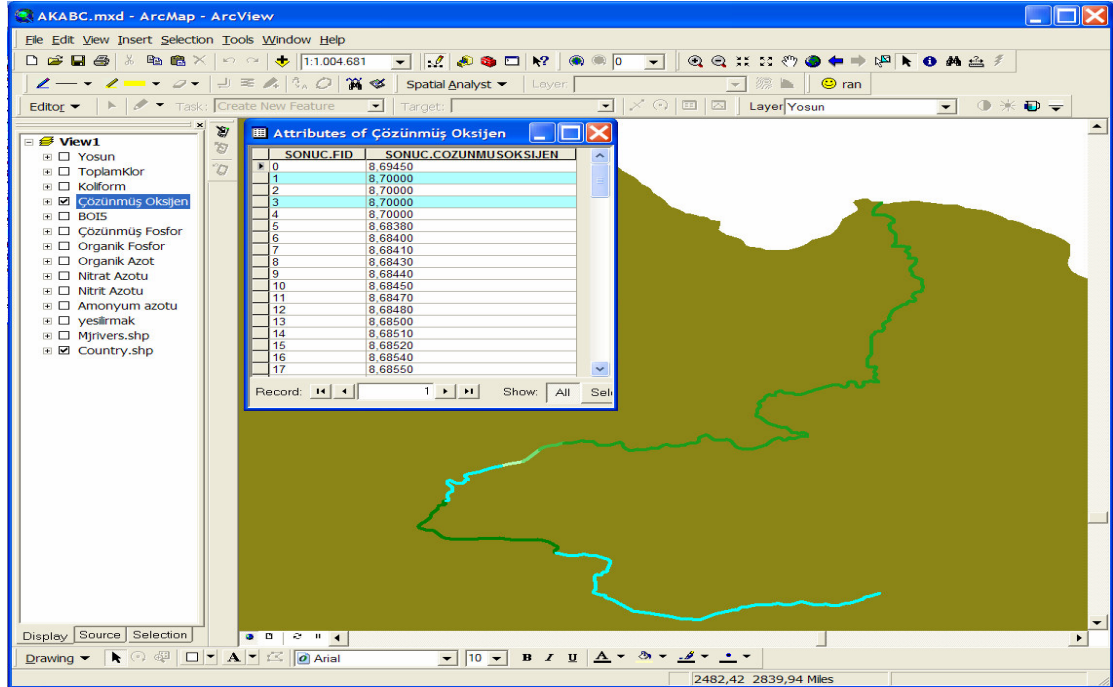 AKABC.mxd - ArcMap - ArcView
File Edit View Insert Selection Tools Window Help
1:1.004.681 0
Spatial Analyst Layer: ran
Editor Task: Create New Feature Target: Layer Yosun
View1
Yosun
ToplamKlor
Koliform
Çözünmüş Oksijen
BOI5
Çözünmüş Fosfor
Organik Fosfor
Organik Azot
Nitrat Azotu
Nitrit Azotu
Amonyum azotu
yesilirmak
Mjrivers.shp
Country.shp
Attributes of Çözünmüş Oksijen
SONUC.FID SONUC.COZUNMUSOKSIJEN
0 8,69450
1 8,70000
2 8,70000
3 8,70000
4 8,70000
5 8,68380
6 8,68400
7 8,68410
8 8,68430
9 8,68440
10 8,68450
11 8,68470
12 8,68480
13 8,68500
14 8,68510
15 8,68520
16 8,68540
17 8,68550
Record: 1 Show: All Sel
Display Source Selection
Drawing A Arial 10 B I U A
2482,42 2839,94 Miles